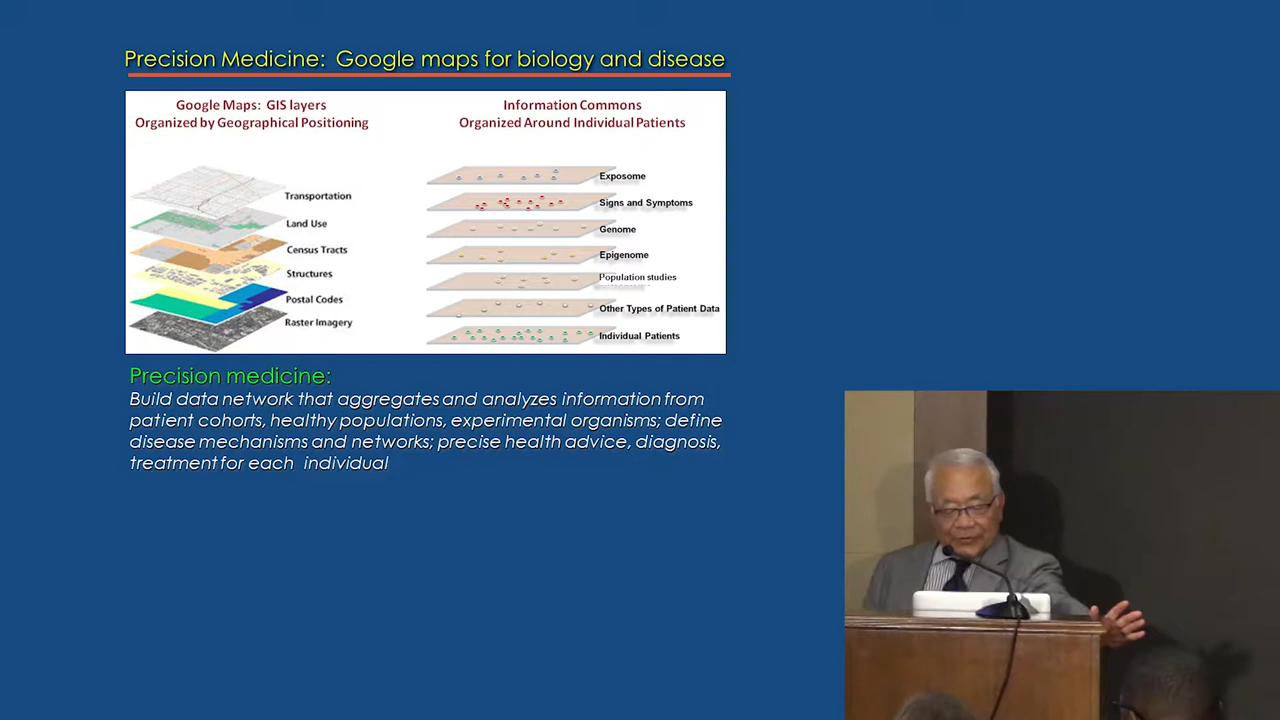 Precision Medicine: Google maps for biology and disease
Google Maps: GIS layers
Organized by Geographical Positioning
Transportation
Land Use
Census Tracts
Structures
Postal Codes
Raster Imagery
Information Commons
Organized Around Individual Patients
Exposome
Signs and Symptoms
Genome
Epigenome
Population studies
Other Types of Patient Data
Individual Patients
Precision medicine:
Build data network that aggregates and analyzes information from
patient cohorts, healthy populations, experimental organisms; define
disease mechanisms and networks; precise health advice, diagnosis,
treatment for each individual